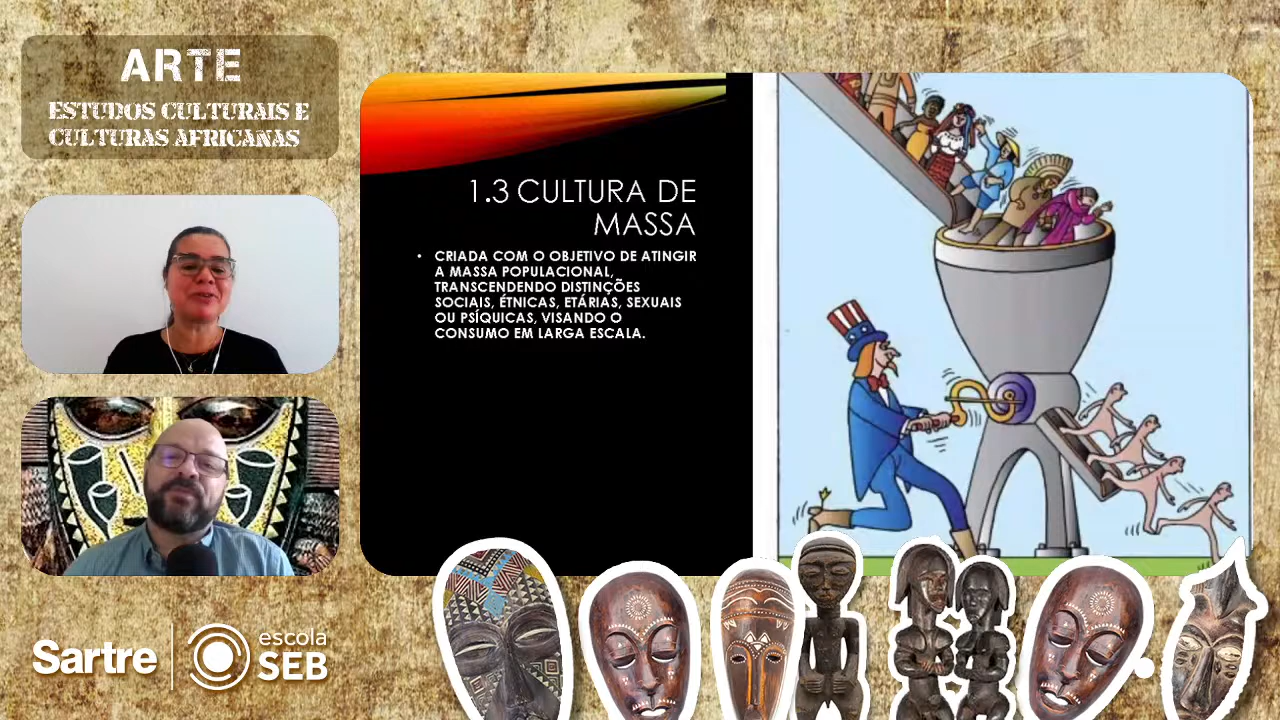 ARTE
ESTUDOS CULTURAIS E
CULTURAS AFRICANAS
1.3 CULTURA DE
MASSA
• CRIADA COM O OBJETIVO DE ATINGIR
A MASSA POPULACIONAL,
TRANSCENDENDO DISTINÇÕES
SOCIAIS, ÉTNICAS, ETÁRIAS, SEXUAIS
OU PSÍQUICAS, VISANDO O
CONSUMO EM LARGA ESCALA.
Sartre
escola
SEB